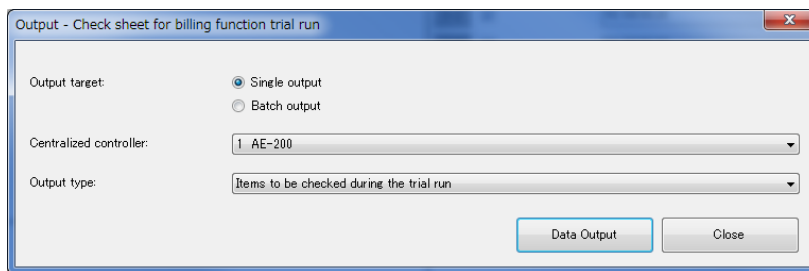 Output - Check sheet for billing function trial run
Output target:
Single output
Batch output
Centralized controller:
1 AE-200
Output type:
Items to be checked during the trial run
Data Output
Close